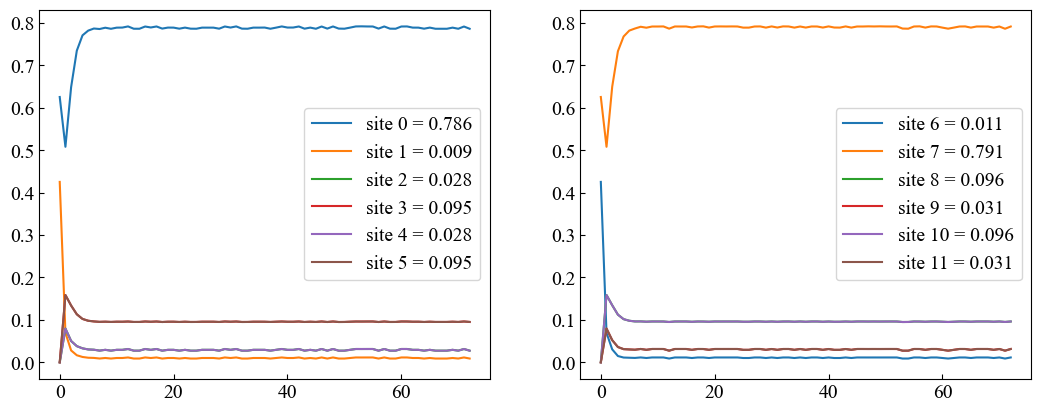 0.8
0.7
0.6
0.5
0.4
0.3
0.2
0.1
0.0
0
20
40
60
site 0 = 0.786
site 1 = 0.009
site 2 = 0.028
site 3 = 0.095
site 4 = 0.028
site 5 = 0.095
0.8
0.7
0.6
0.5
0.4
0.3
0.2
0.1
0.0
0
20
40
60
site 6 = 0.011
site 7 = 0.791
site 8 = 0.096
site 9 = 0.031
site 10 = 0.096
site 11 = 0.031